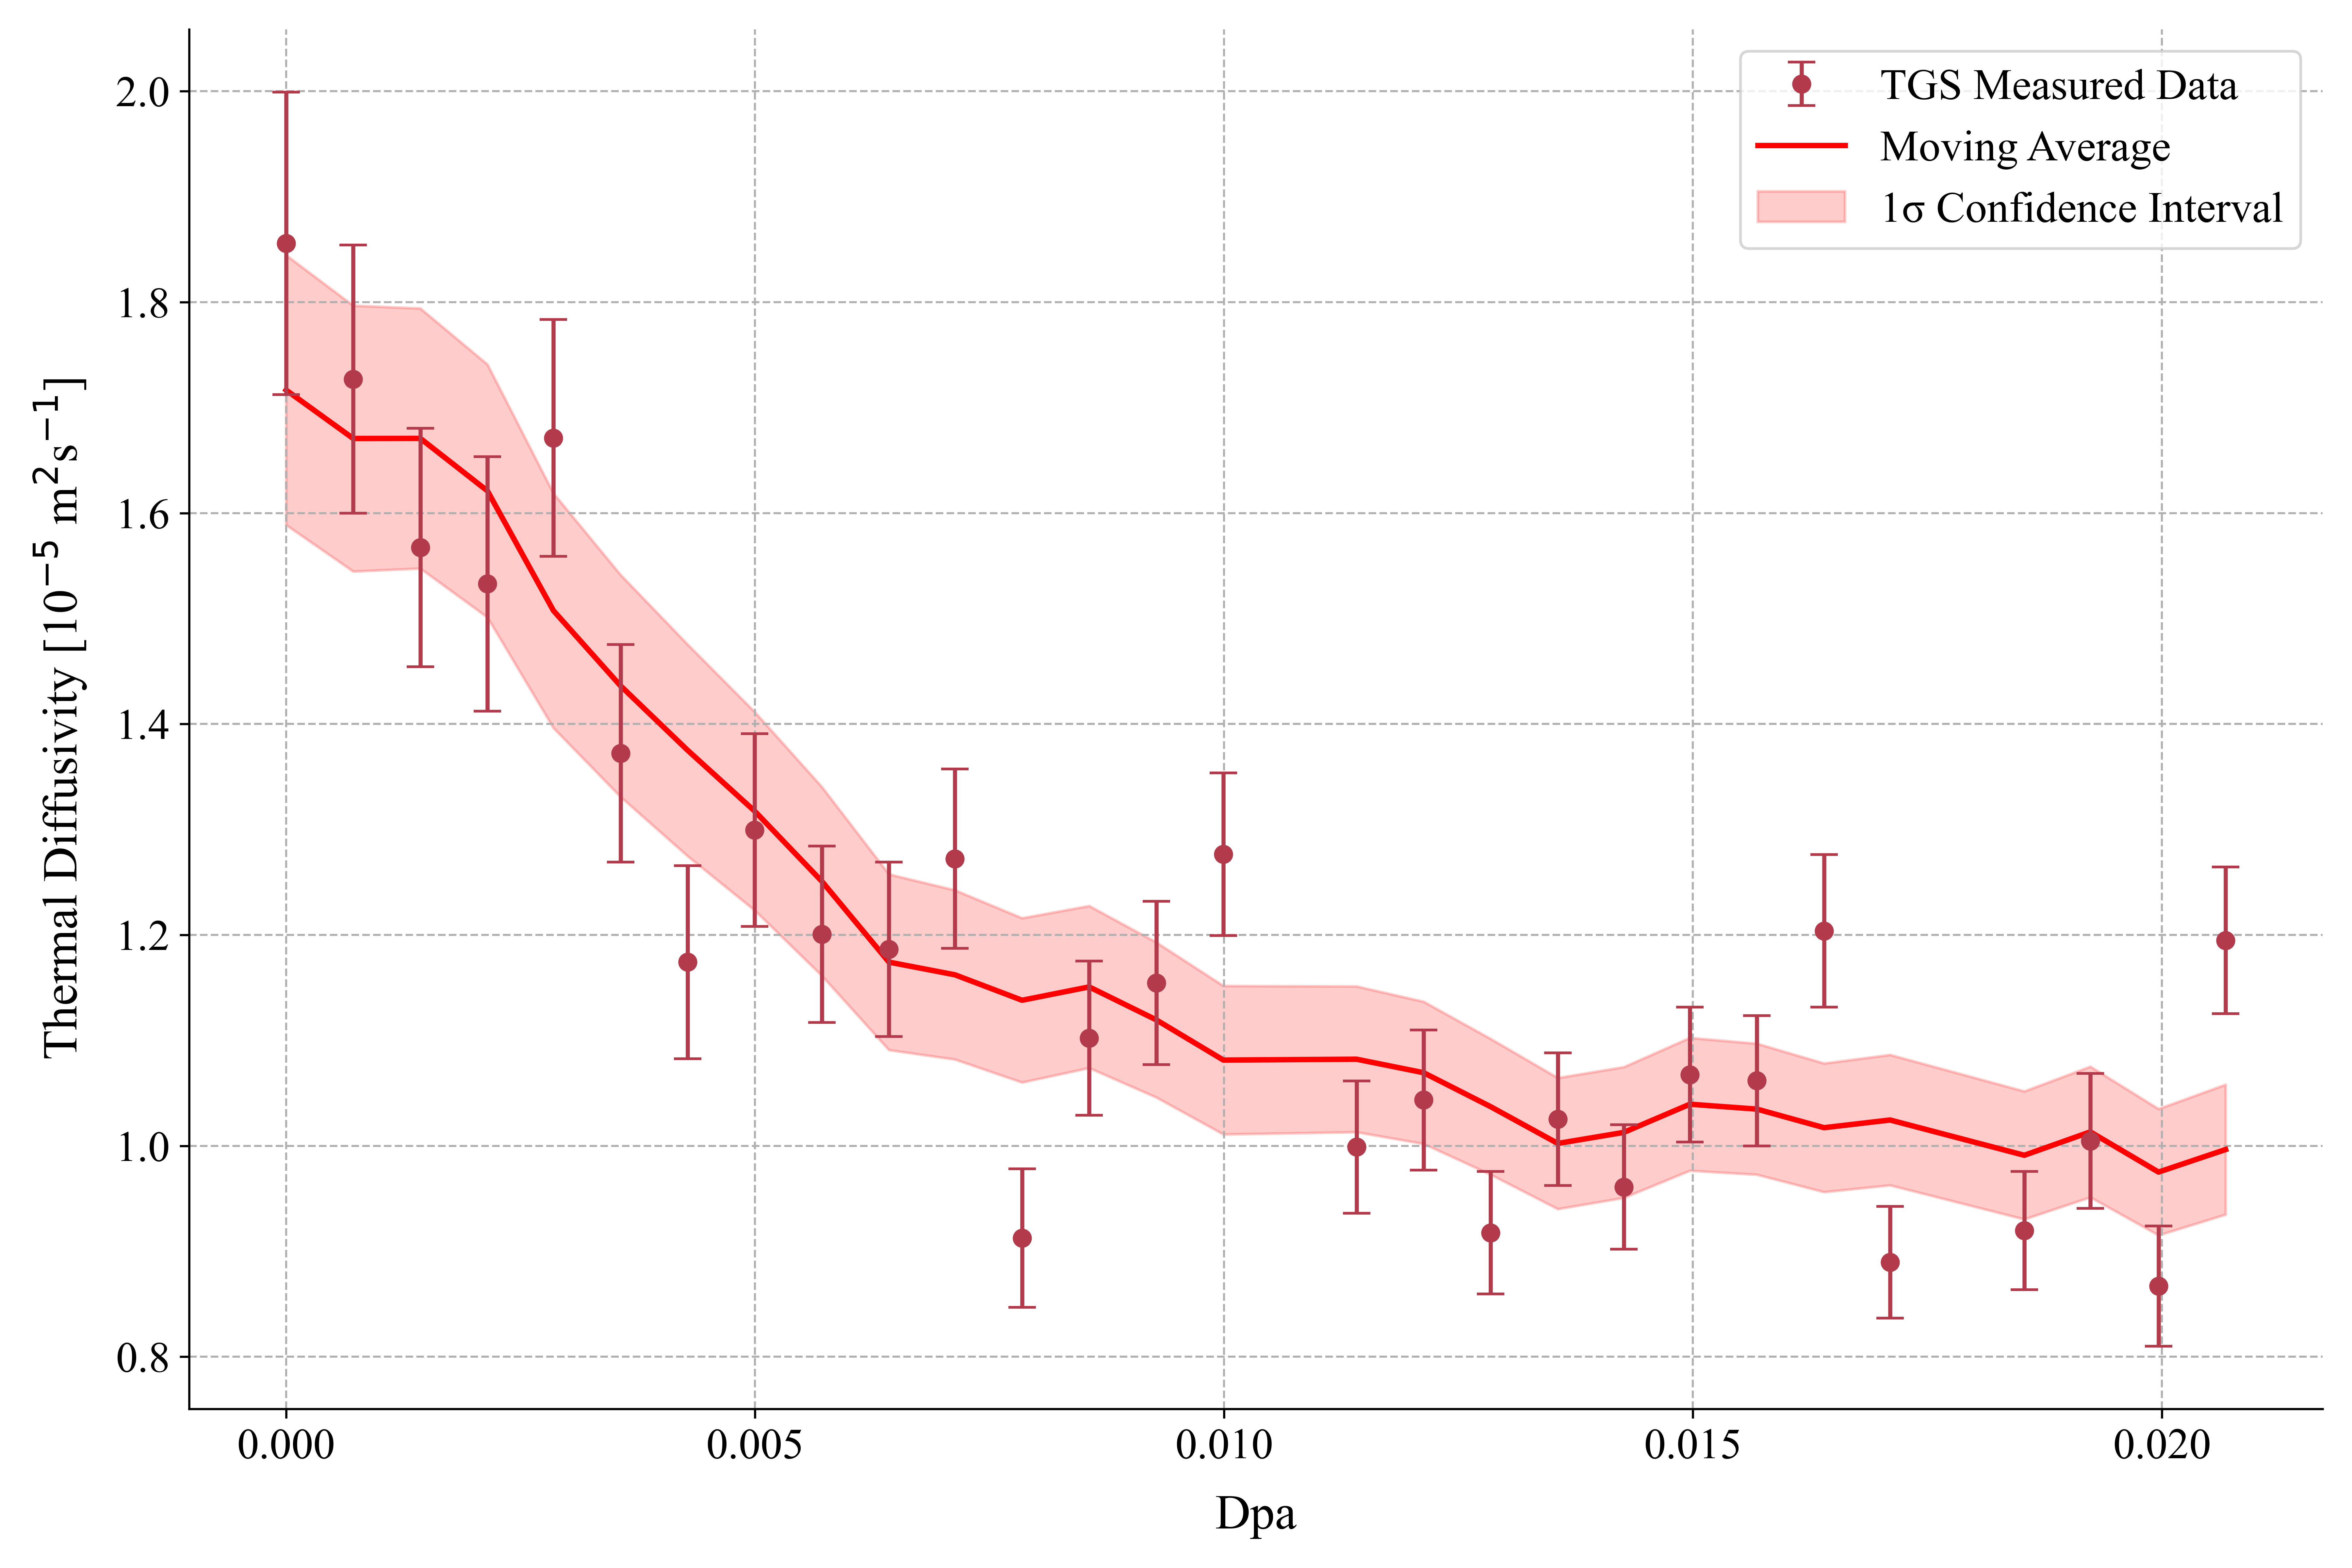 Thermal Diffusivity [10⁻⁵ m²s⁻¹]
2.0
1.8
1.6
1.4
1.2
1.0
0.8
TGS Measured Data
Moving Average
1σ Confidence Interval
0.000 0.005 0.010 0.015 0.020
Dpa